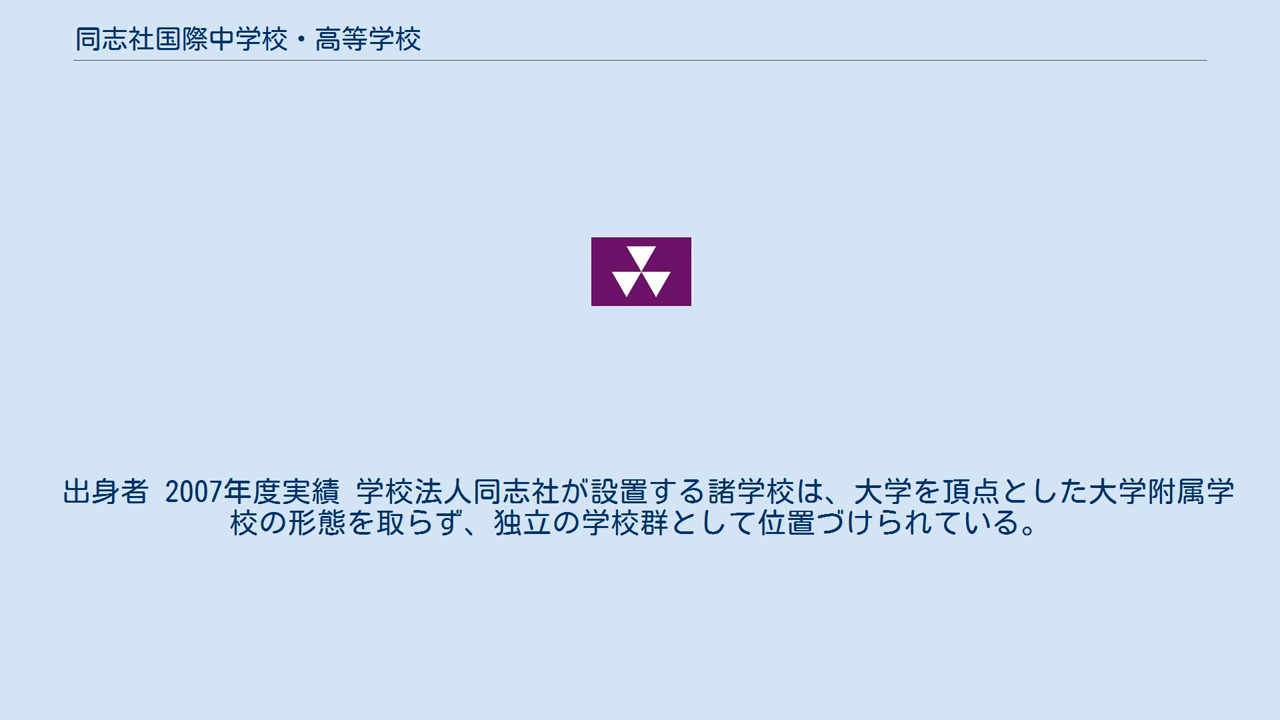 同志社国際中学校・高等学校
出身者 2007年度実績 学校法人同志社が設置する諸学校は、大学を頂点とした大学附属学
校の形態を取らず、独立の学校群として位置づけられている。